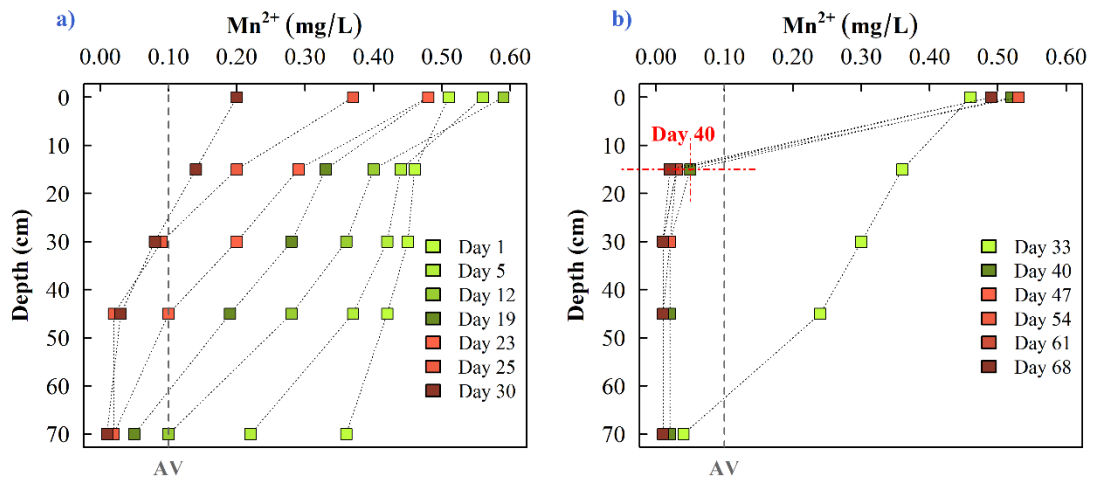 a)
Mn²⁺ (mg/L)
0.00 0.10 0.20 0.30 0.40 0.50 0.60
Depth (cm)
0
10
20
30
40
50
60
70
Day 1
Day 5
Day 12
Day 19
Day 23
Day 25
Day 30
AV
b)
Mn²⁺ (mg/L)
0.00 0.10 0.20 0.30 0.40 0.50 0.60
Depth (cm)
0
10
20
30
40
50
60
70
Day 40
Day 33
Day 40
Day 47
Day 54
Day 61
Day 68
AV